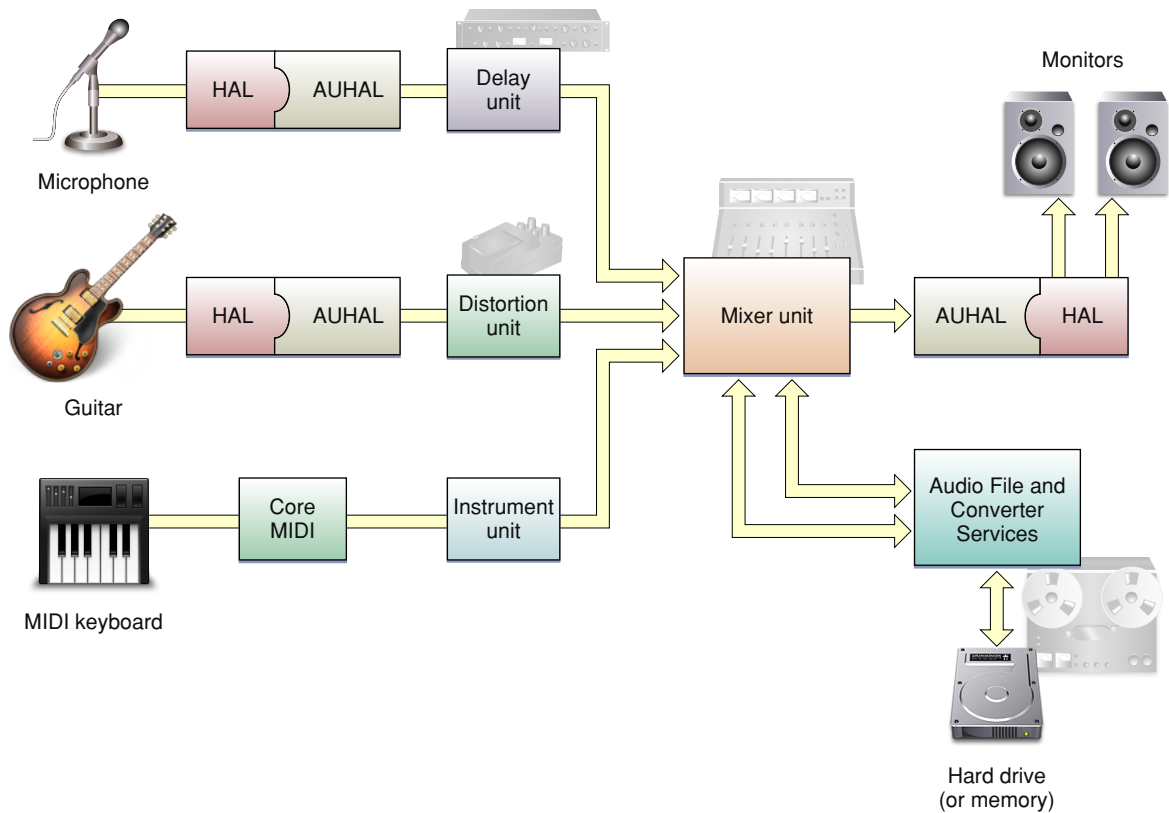 HAL
AUHAL
Delay
unit
Microphone
Monitors
HAL
AUHAL
Distortion
unit
Guitar
Mixer unit
AUHAL
HAL
Core
MIDI
Instrument
unit
MIDI keyboard
Audio File and
Converter
Services
Hard drive
(or memory)